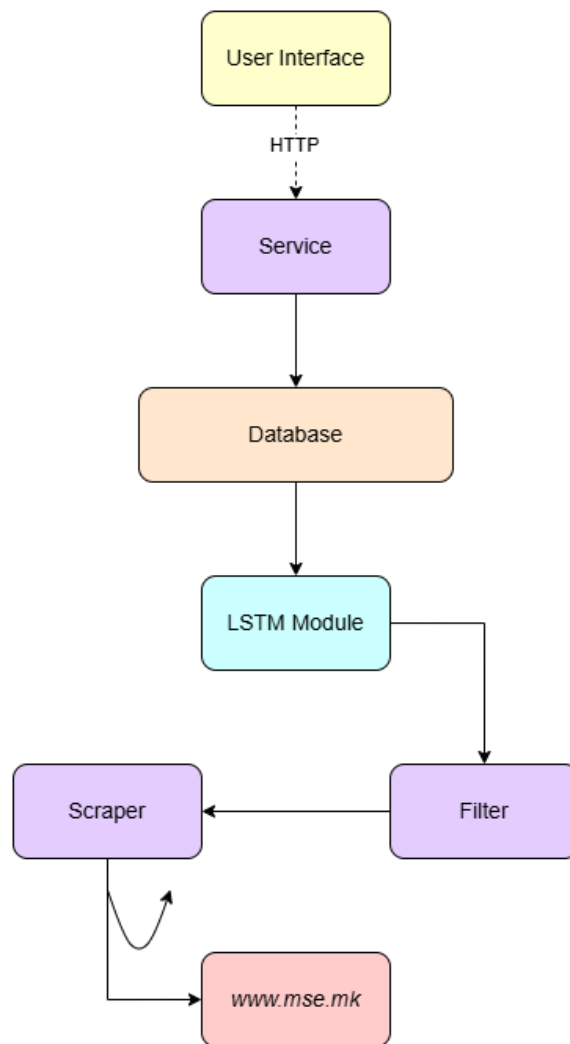 User Interface
HTTP
Service
Database
LSTM Module
Scraper
Filter
www.mse.mk